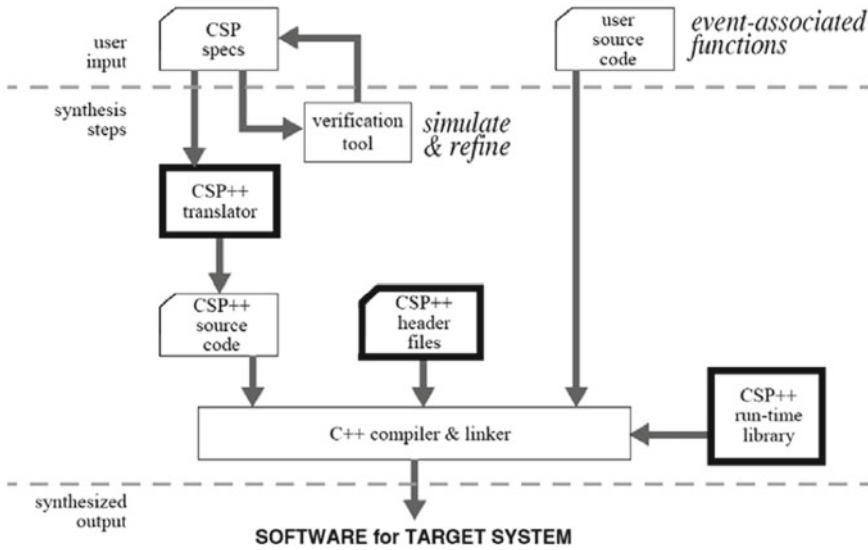 user
input
CSP
specs
user
source
code
event-associated
functions
synthesis
steps
verification
tool
simulate
& refine
CSP++
translator
CSP++
source
code
CSP++
header
files
CSP++
run-time
library
C++ compiler & linker
synthesized
output
SOFTWARE for TARGET SYSTEM